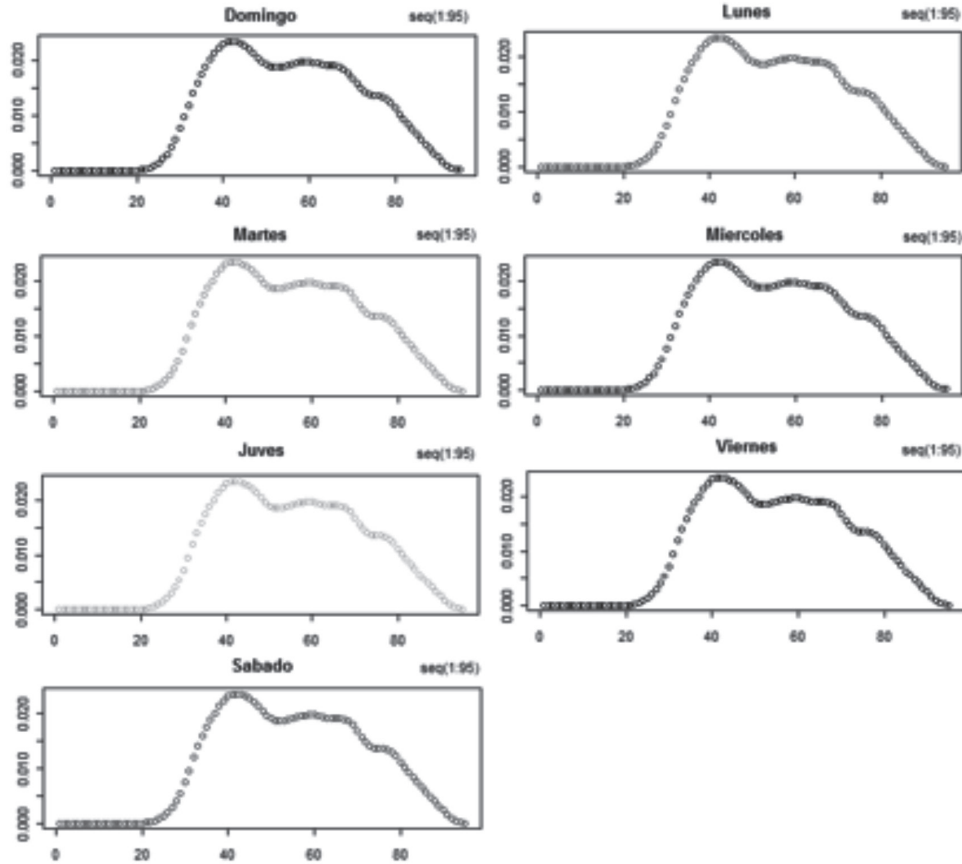 Domingo seq(1:95)
0.000 0.010 0.020
0 20 40 60 80
Lunes seq(1:95)
0.000 0.010 0.020
0 20 40 60 80
Martes seq(1:95)
0.000 0.010 0.020
0 20 40 60 80
Miercoles seq(1:95)
0.000 0.010 0.020
0 20 40 60 80
Juves seq(1:95)
0.000 0.010 0.020
0 20 40 60 80
Viernes seq(1:95)
0.000 0.010 0.020
0 20 40 60 80
Sabado seq(1:95)
0.000 0.010 0.020
0 20 40 60 80